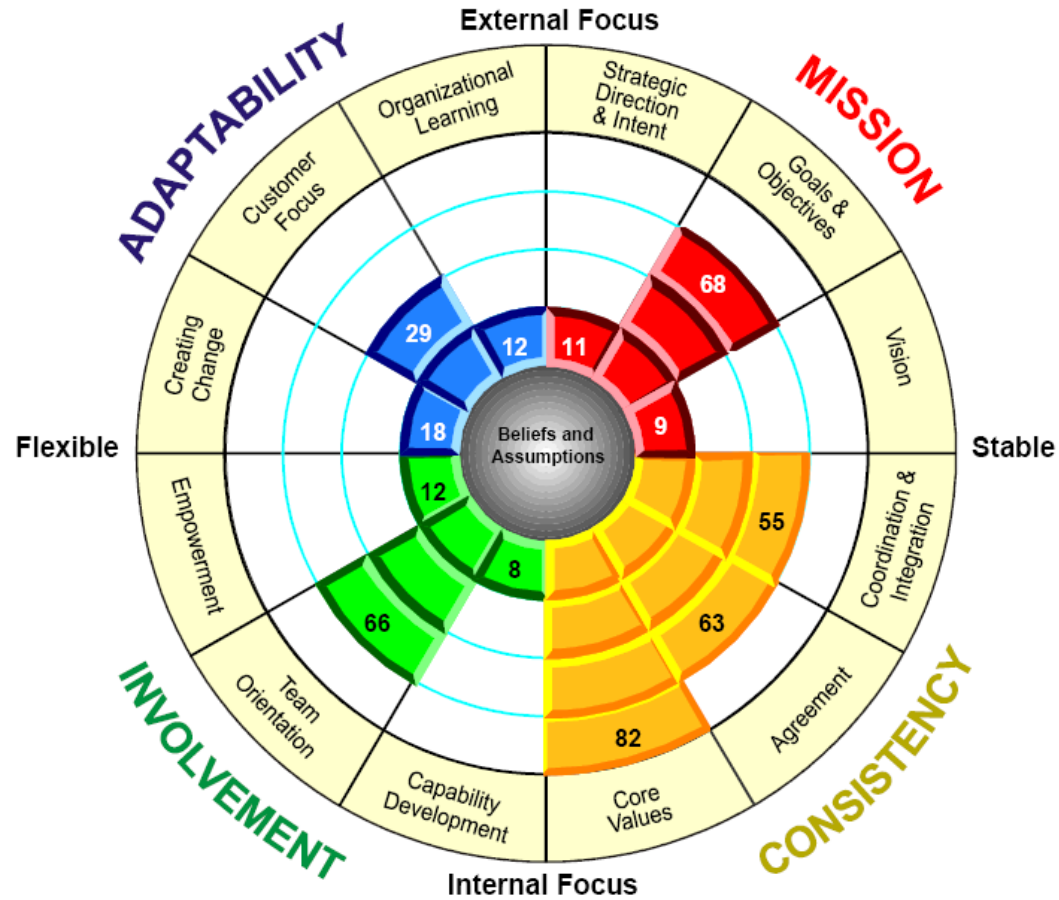 External Focus
ADAPTABILITY
MISSION
Organizational
Learning
Strategic
Direction
& Intent
Customer
Focus
Goals &
Objectives
Creating
Change
Vision
68
29
12
11
18
9
Flexible
Beliefs and
Assumptions
Stable
12
8
55
66
63
82
Empowerment
Coordination &
Integration
Team
Orientation
Agreement
Capability
Development
Core
Values
INVOLVEMENT
CONSISTENCY
Internal Focus